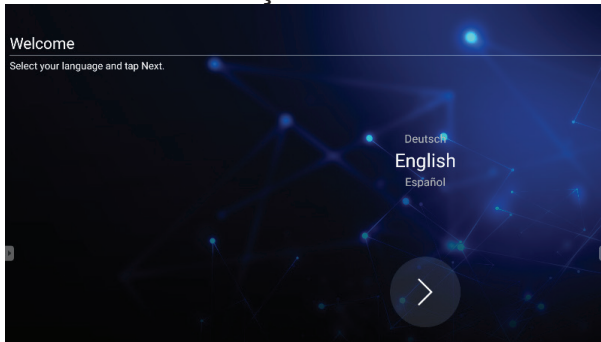 Welcome
Select your language and tap Next.
Deutsch
English
Español